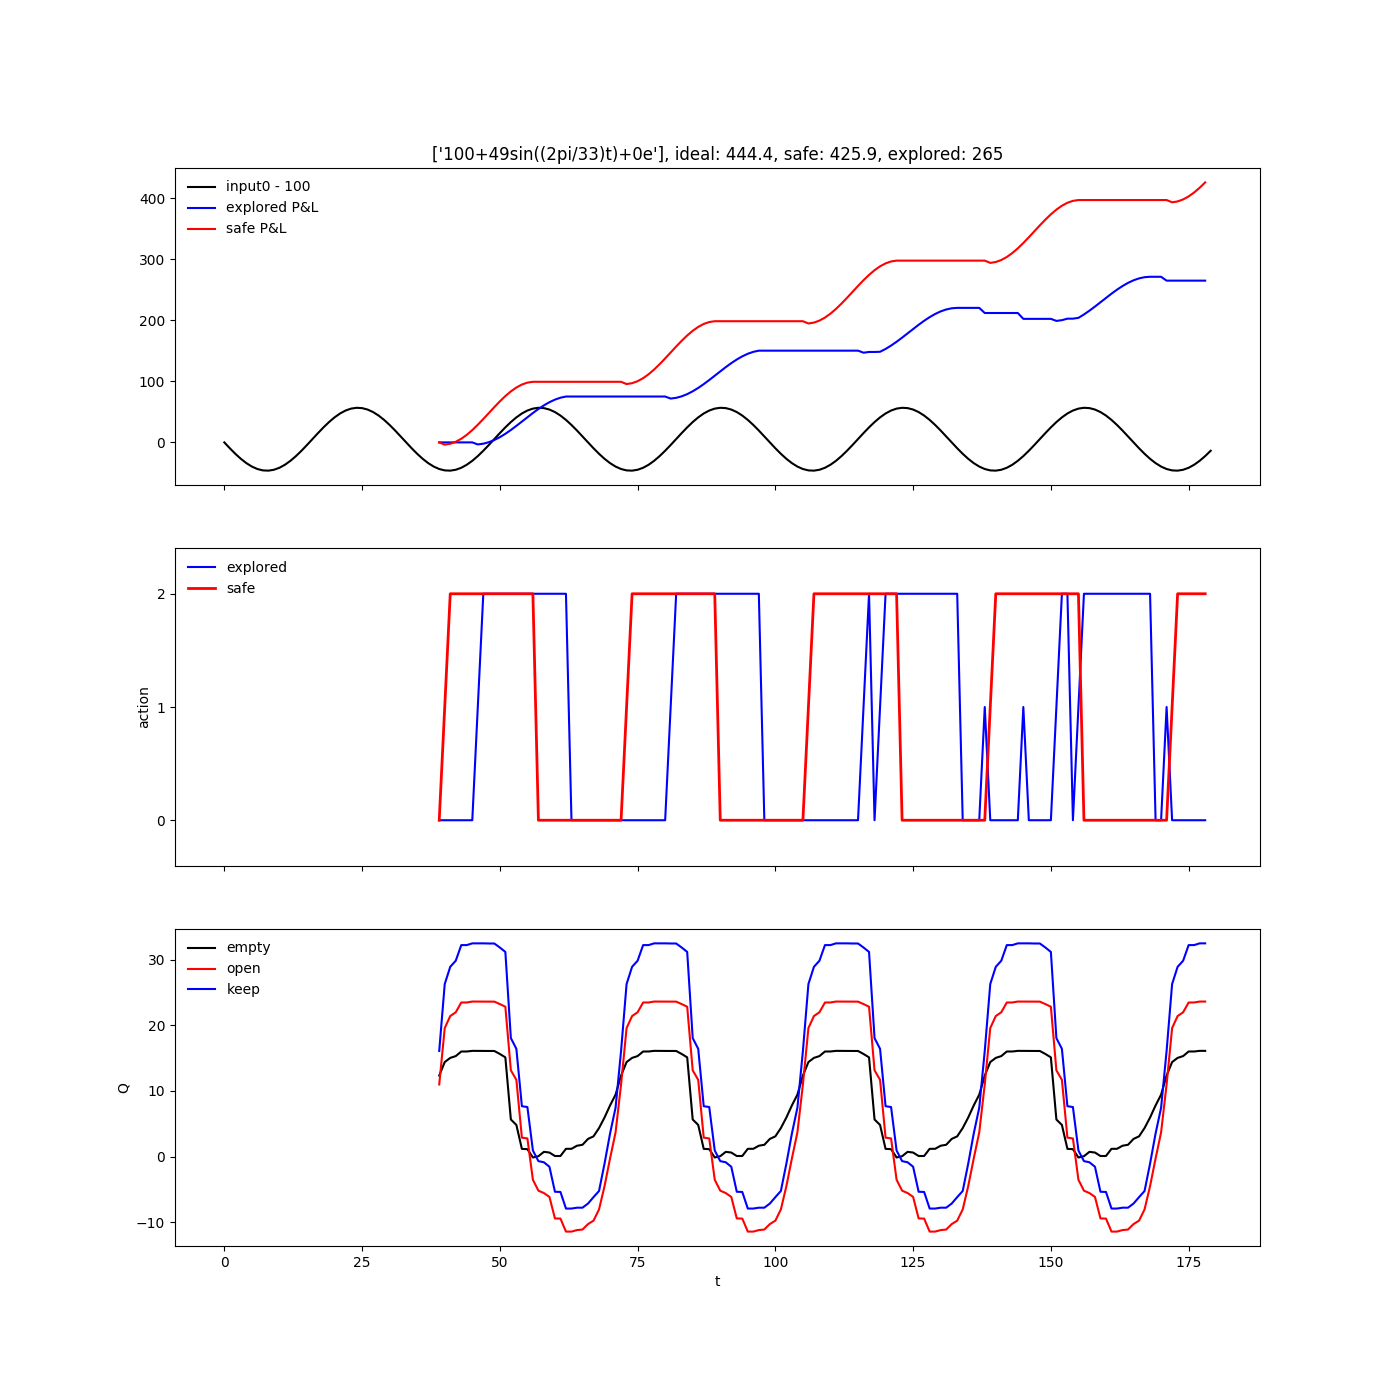 ['100+49sin((2pi/33)t)+0e'], ideal: 444.4, safe: 425.9, explored: 265
input0 - 100
explored P&L
safe P&L
400
300
200
100
0
explored
safe
action
2
1
0
empty
open
keep
Q
30
20
10
0
−10
0 25 50 75 100 125 150 175
t